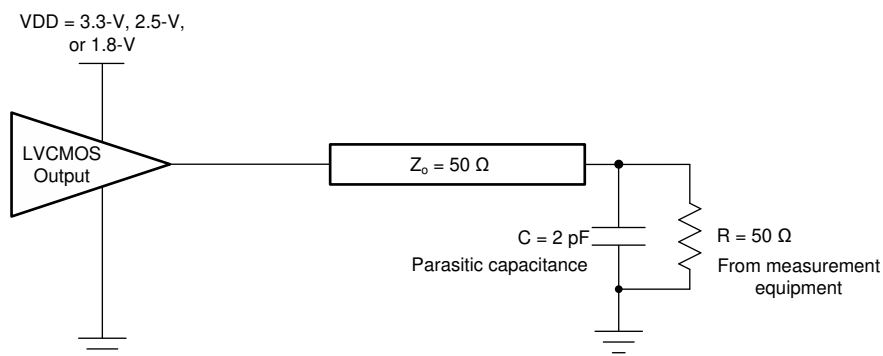 VDD = 3.3-V, 2.5-V,
or 1.8-V
LVCMOS
Output
Zo = 50 Ω
C = 2 pF
Parasitic capacitance
R = 50 Ω
From measurement
equipment